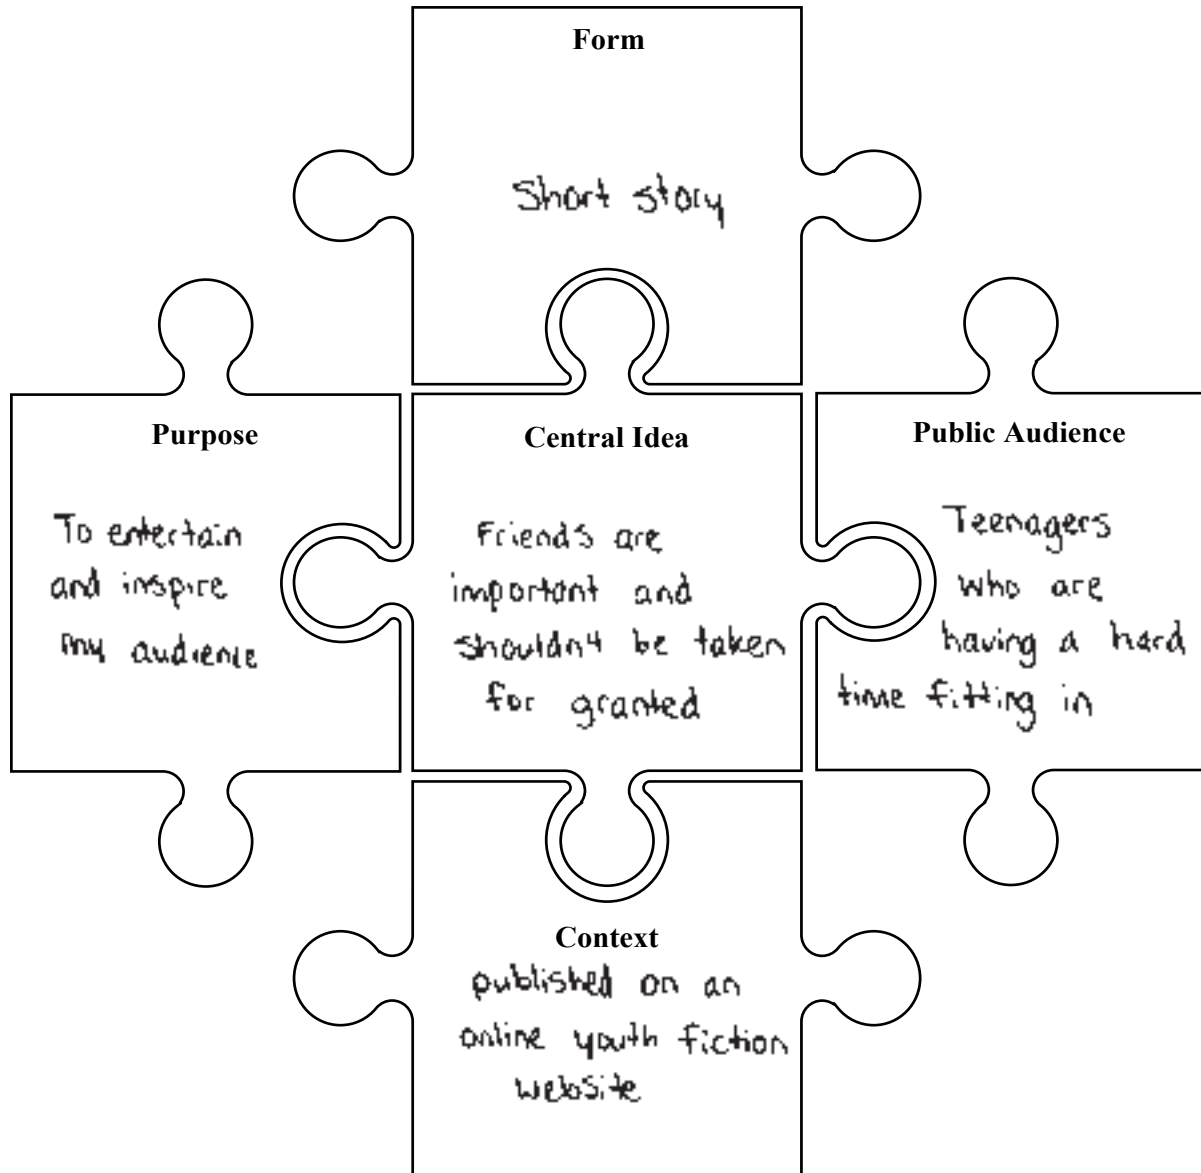 Form
Short story
Purpose
To entertain
and inspire
my audience
Central Idea
Friends are
important and
shouldn't be taken
for granted
Public Audience
Teenagers
who are
having a hard
time fitting in
Context
published on an
online youth fiction
website